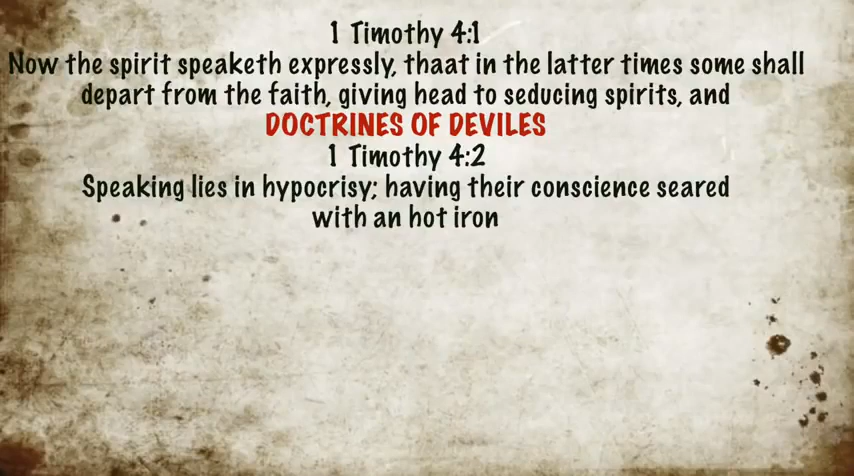 1 Timothy 4:1
Now the spirit speaketh expressly, thaat in the latter times some shall
depart from the faith, giving head to seducing spirits, and
DOCTRINES OF DEVILES
1 Timothy 4:2
Speaking lies in hypocrisy; having their conscience seared
with an hot iron